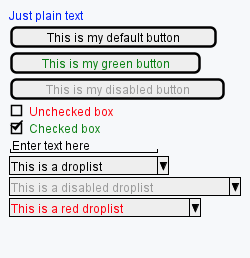 Just plain text
This is my default button
This is my green button
This is my disabled button
Unchecked box
Checked box
Enter text here
This is a droplist
This is a disabled droplist
This is a red droplist